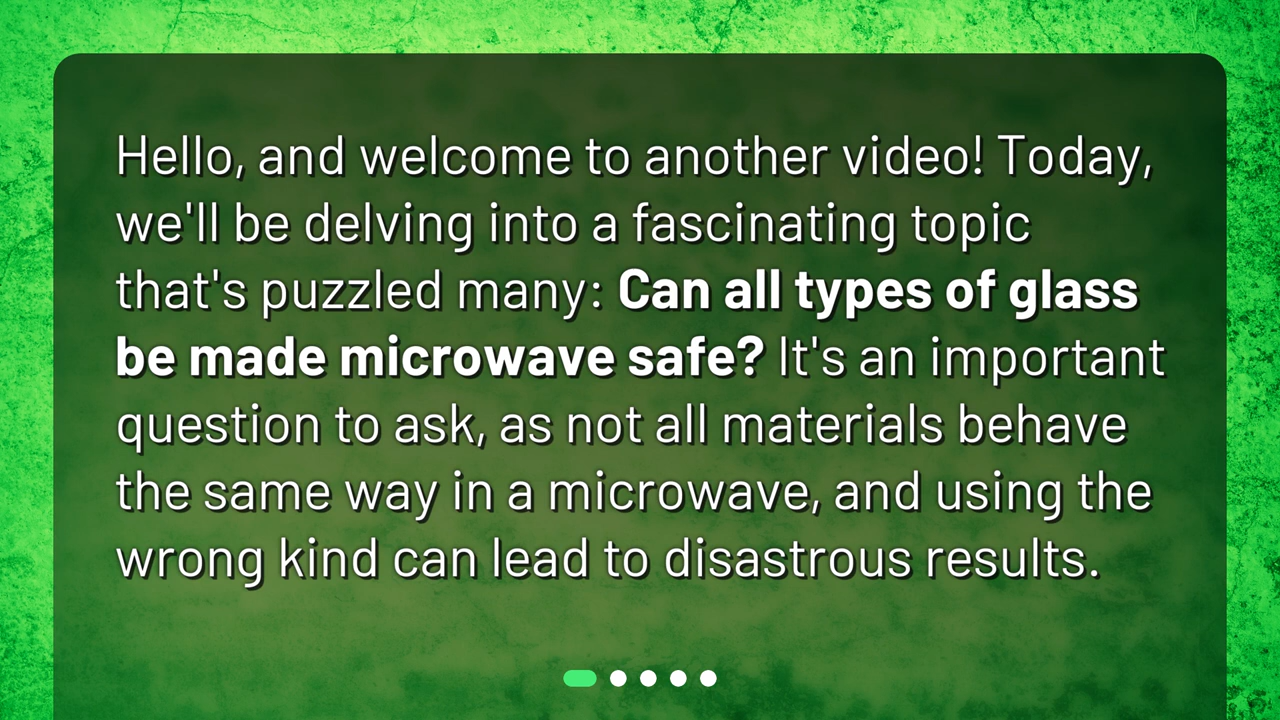 Hello, and welcome to another video! Today,
we'll be delving into a fascinating topic
that's puzzled many: Can all types of glass
be made microwave safe? It's an important
question to ask, as not all materials behave
the same way in a microwave, and using the
wrong kind can lead to disastrous results.